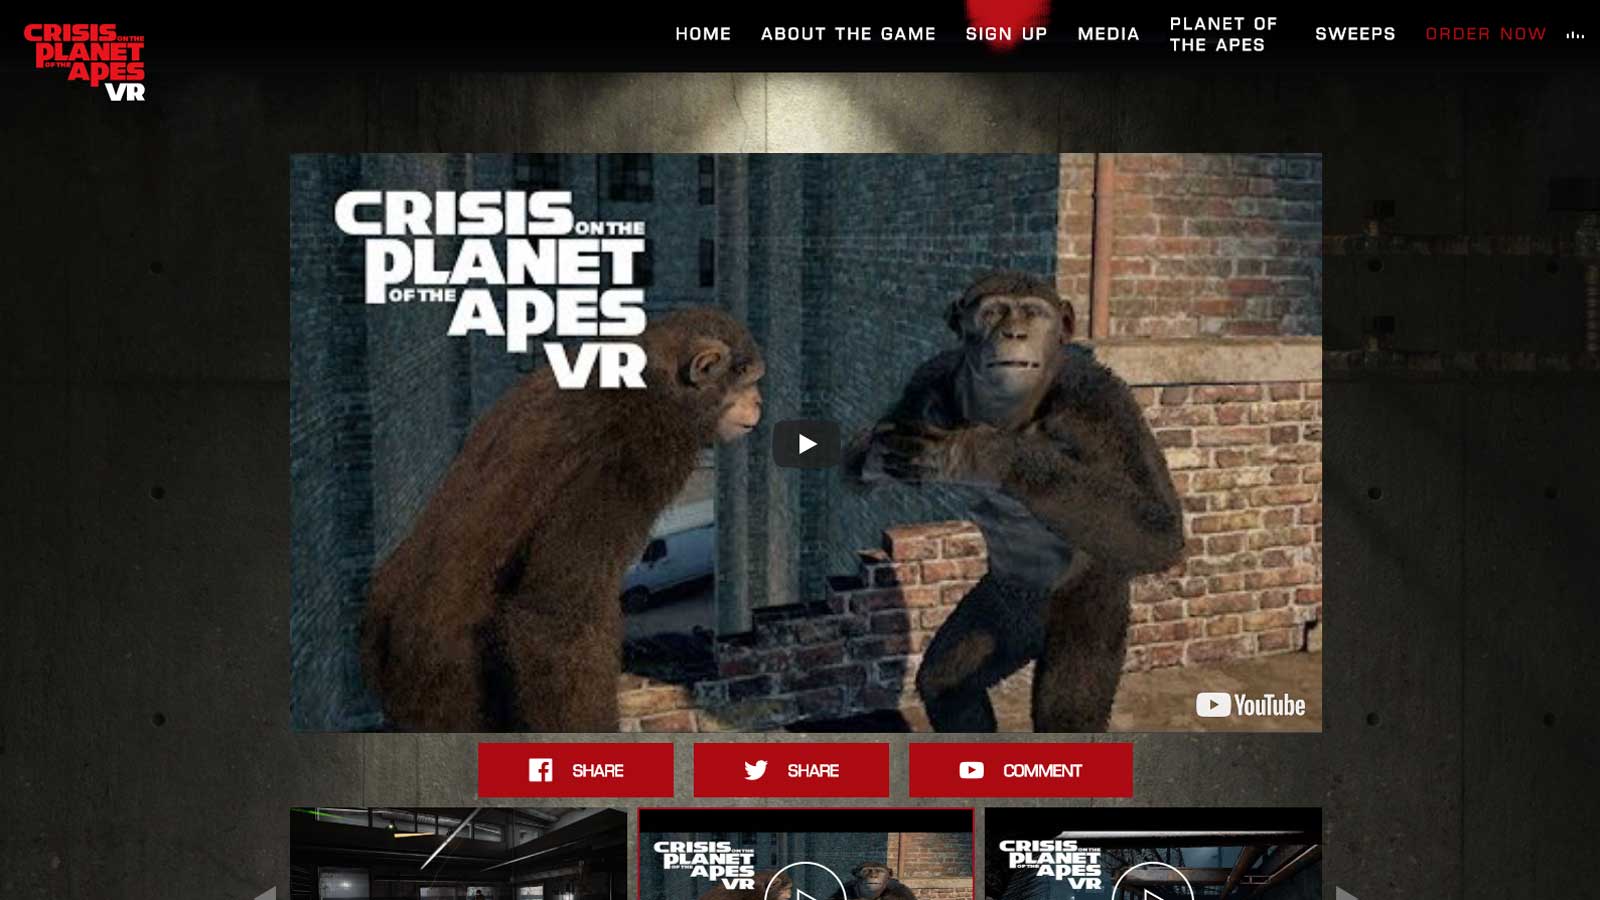 CRISIS ON THE
PLANET
OF THE APES
VR
HOME
ABOUT THE GAME
SIGN UP
MEDIA
PLANET OF
THE APES
SWEEPS
ORDER NOW
CRISIS ON THE
PLANET
OF THE APES
VR
YouTube
SHARE
SHARE
COMMENT
CRISIS ON THE
PLANET
OF THE APES
VR
CRISIS ON THE
PLANET
OF THE APES
VR